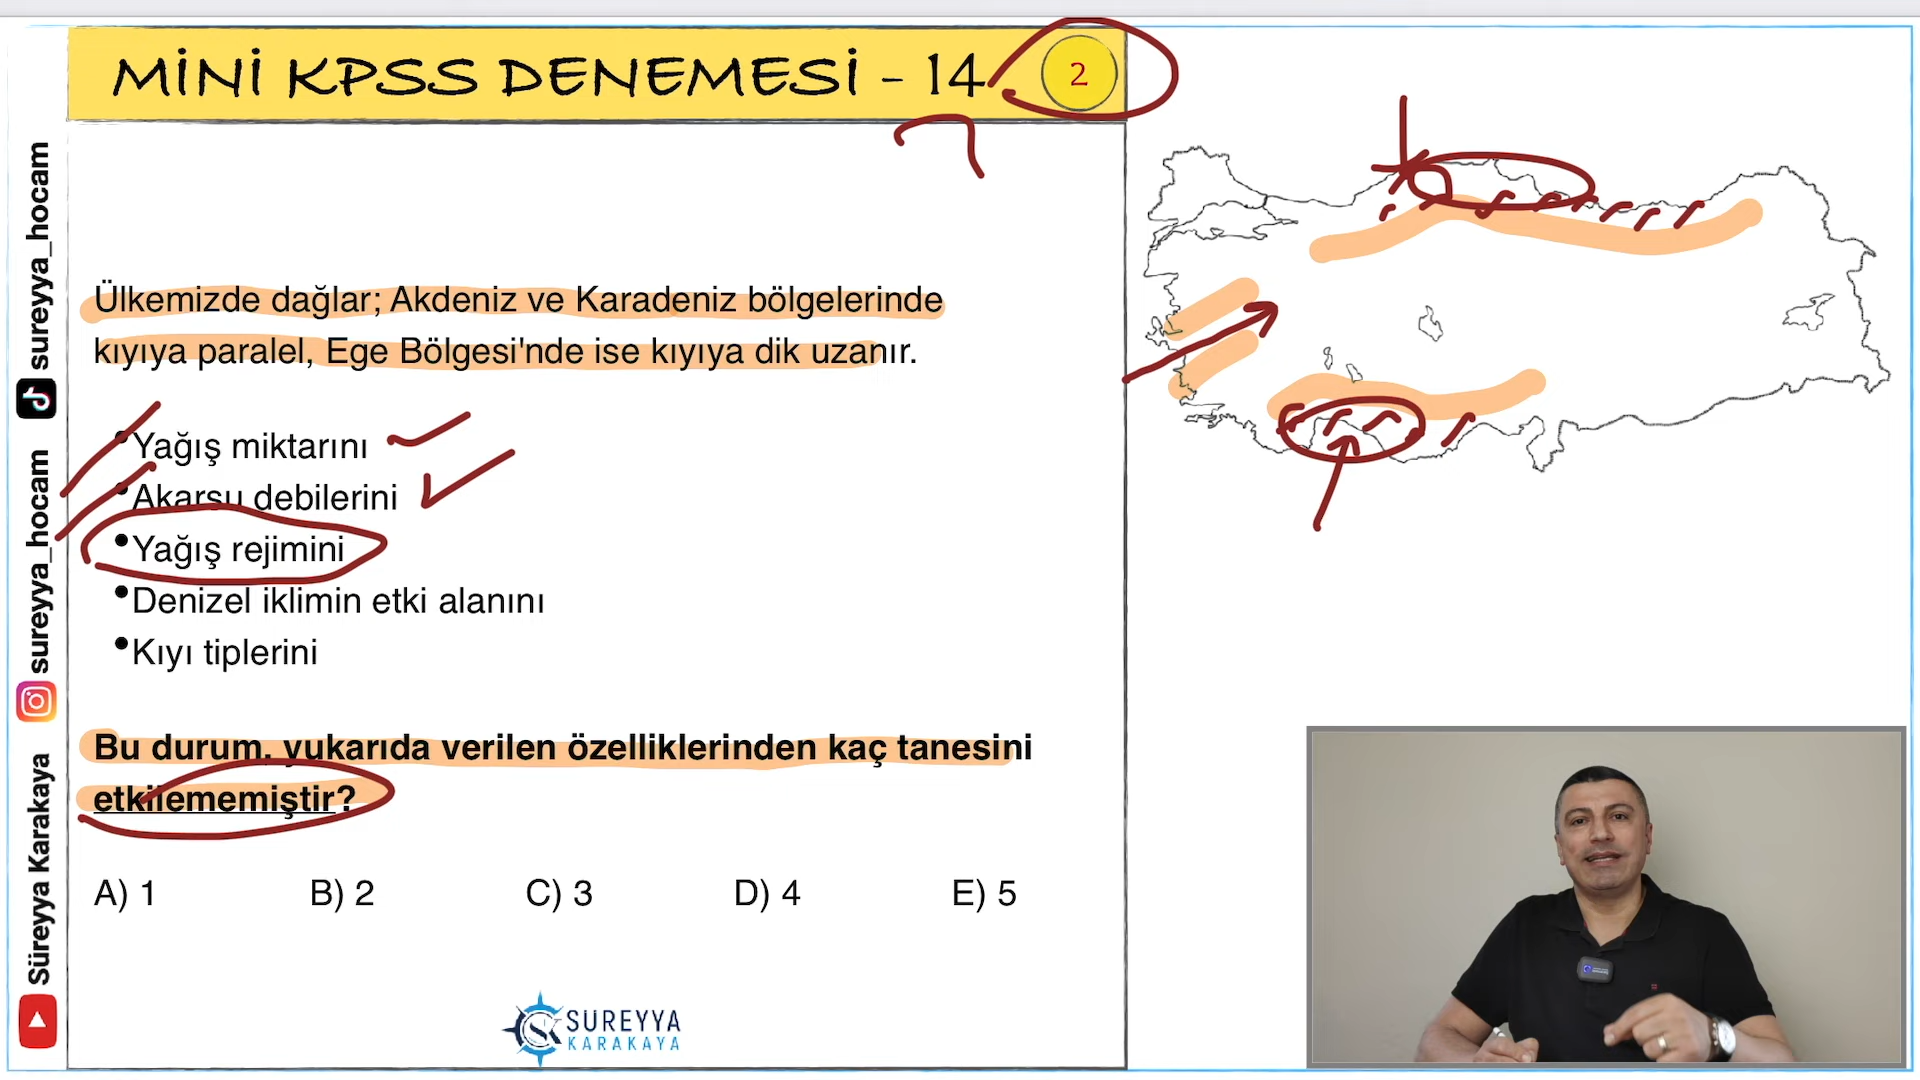 MİNİ KPSS DENEMESİ - 14
2
Ülkemizde dağlar; Akdeniz ve Karadeniz bölgelerinde
kıyıya paralel, Ege Bölgesi'nde ise kıyıya dik uzanır.
•Yağış miktarını
•Akarsu debilerini
•Yağış rejimini
•Denizel iklimin etki alanını
•Kıyı tiplerini
Bu durum, yukarıda verilen özelliklerinden kaç tanesini
etkilememiştir?
A) 1 B) 2 C) 3 D) 4 E) 5
SUREYYA
KARAKAYA
sureyya_hocam
sureyya_hocam
Süreyya Karakaya